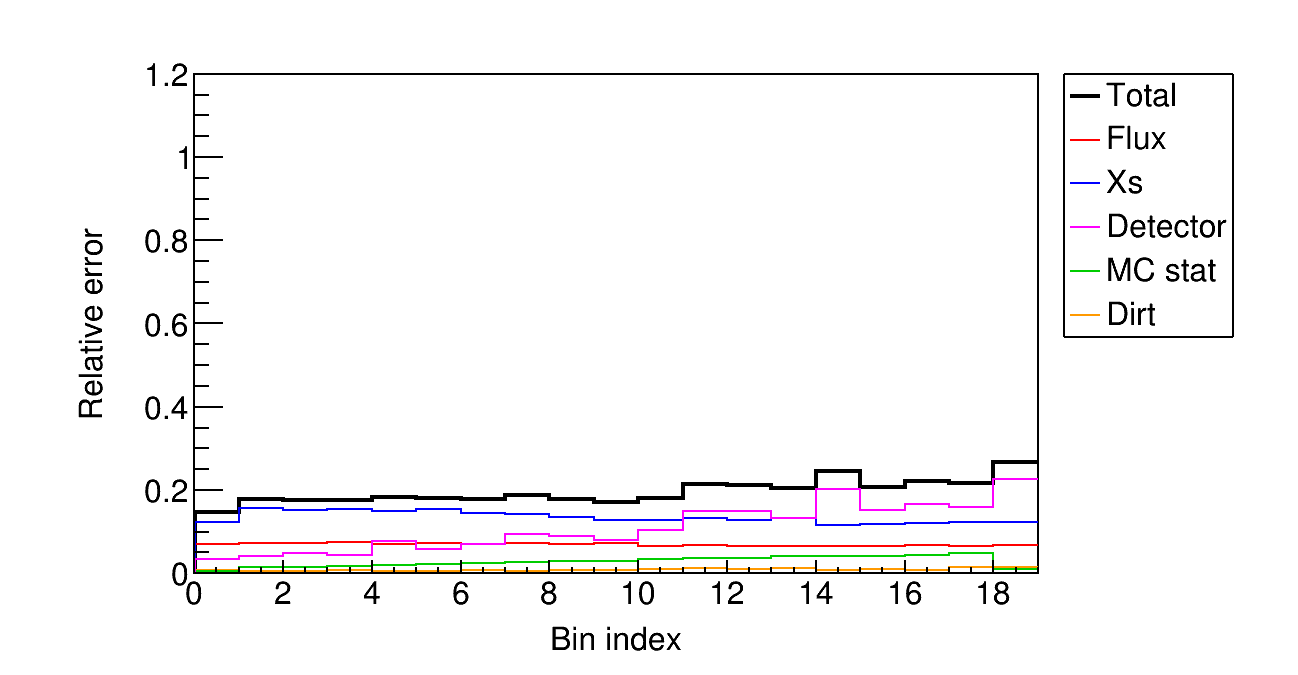 Relative error
1.2
1
0.8
0.6
0.4
0.2
0
0 2 4 6 8 10 12 14 16 18
Bin index
Total
Flux
Xs
Detector
MC stat
Dirt